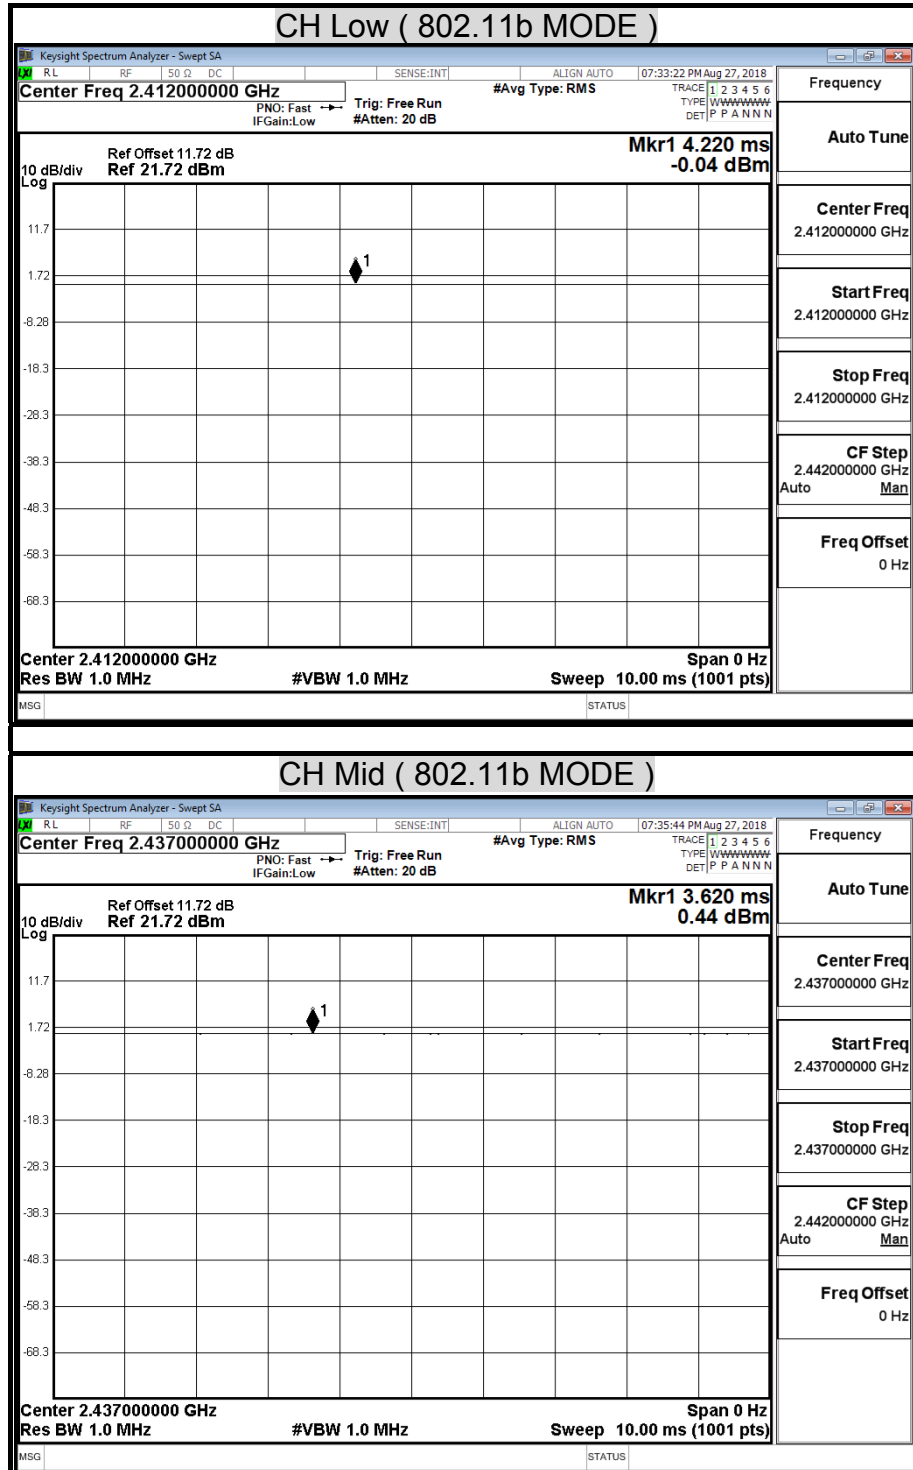 CH Low ( 802.11b MODE )
Keysight Spectrum Analyzer - Swept SA
LXI RL RF 50 Ω DC SENSE:INT ALIGN AUTO 07:33:22 PM Aug 27, 2018
Center Freq 2.412000000 GHz #Avg Type: RMS TRACE 1 2 3 4 5 6
PNO: Fast Trig: Free Run TYPE WWWWWW
IFGain:Low #Atten: 20 dB DET P P A N N N
Frequency
Mkr1 4.220 ms
-0.04 dBm
Ref Offset 11.72 dB
10 dB/div Ref 21.72 dBm
Log
11.7
1
1.72
-8.28
-18.3
-28.3
-38.3
-48.3
-58.3
-68.3
Center 2.412000000 GHz Span 0 Hz
Res BW 1.0 MHz #VBW 1.0 MHz Sweep 10.00 ms (1001 pts)
Auto Tune
Center Freq
2.412000000 GHz
Start Freq
2.412000000 GHz
Stop Freq
2.412000000 GHz
CF Step
2.442000000 GHz
Auto Man
Freq Offset
0 Hz
MSG STATUS
CH Mid ( 802.11b MODE )
Keysight Spectrum Analyzer - Swept SA
LXI RL RF 50 Ω DC SENSE:INT ALIGN AUTO 07:35:44 PM Aug 27, 2018
Center Freq 2.437000000 GHz #Avg Type: RMS TRACE 1 2 3 4 5 6
PNO: Fast Trig: Free Run TYPE WWWWWW
IFGain:Low #Atten: 20 dB DET P P A N N N
Frequency
Mkr1 3.620 ms
0.44 dBm
Ref Offset 11.72 dB
10 dB/div Ref 21.72 dBm
Log
11.7
1
1.72
-8.28
-18.3
-28.3
-38.3
-48.3
-58.3
-68.3
Center 2.437000000 GHz Span 0 Hz
Res BW 1.0 MHz #VBW 1.0 MHz Sweep 10.00 ms (1001 pts)
Auto Tune
Center Freq
2.437000000 GHz
Start Freq
2.437000000 GHz
Stop Freq
2.437000000 GHz
CF Step
2.442000000 GHz
Auto Man
Freq Offset
0 Hz
MSG STATUS